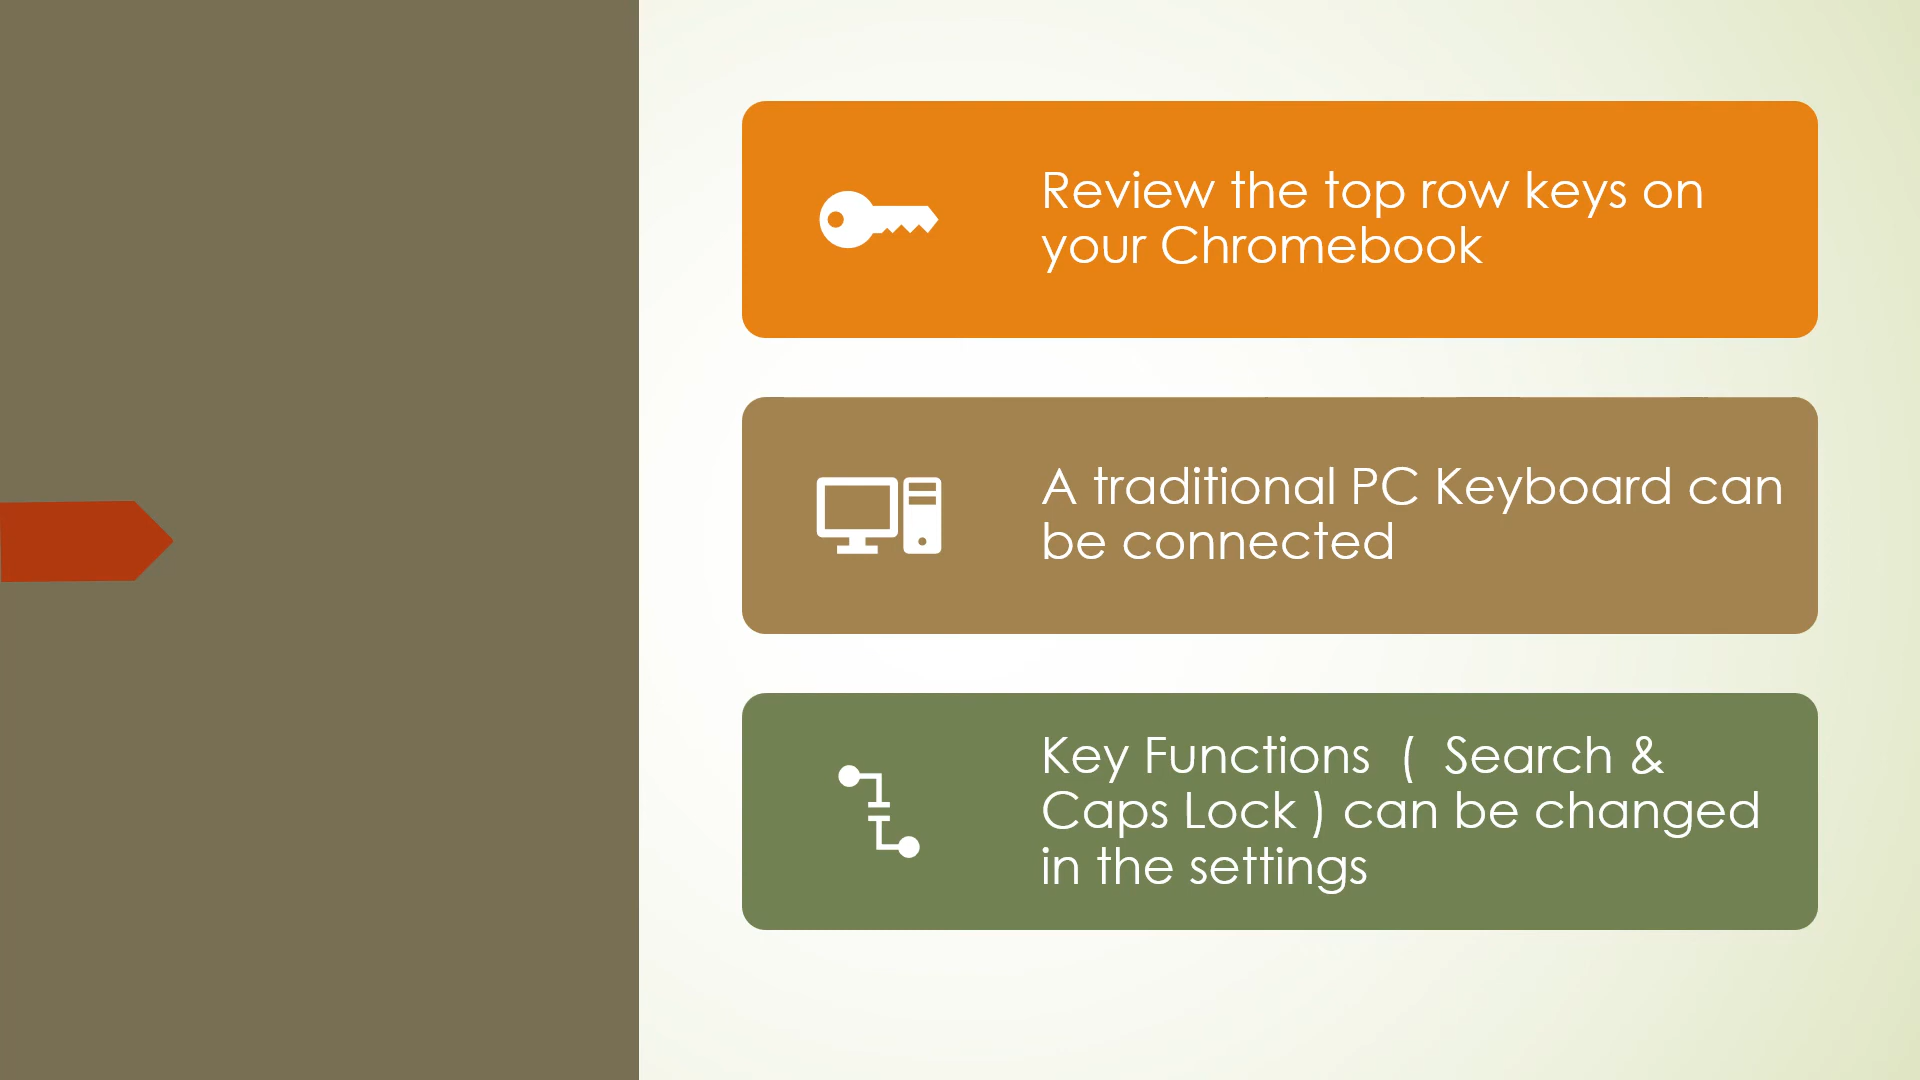 Review the top row keys on
your Chromebook
A traditional PC Keyboard can
be connected
Key Functions  (  Search &
Caps Lock ) can be changed
in the settings